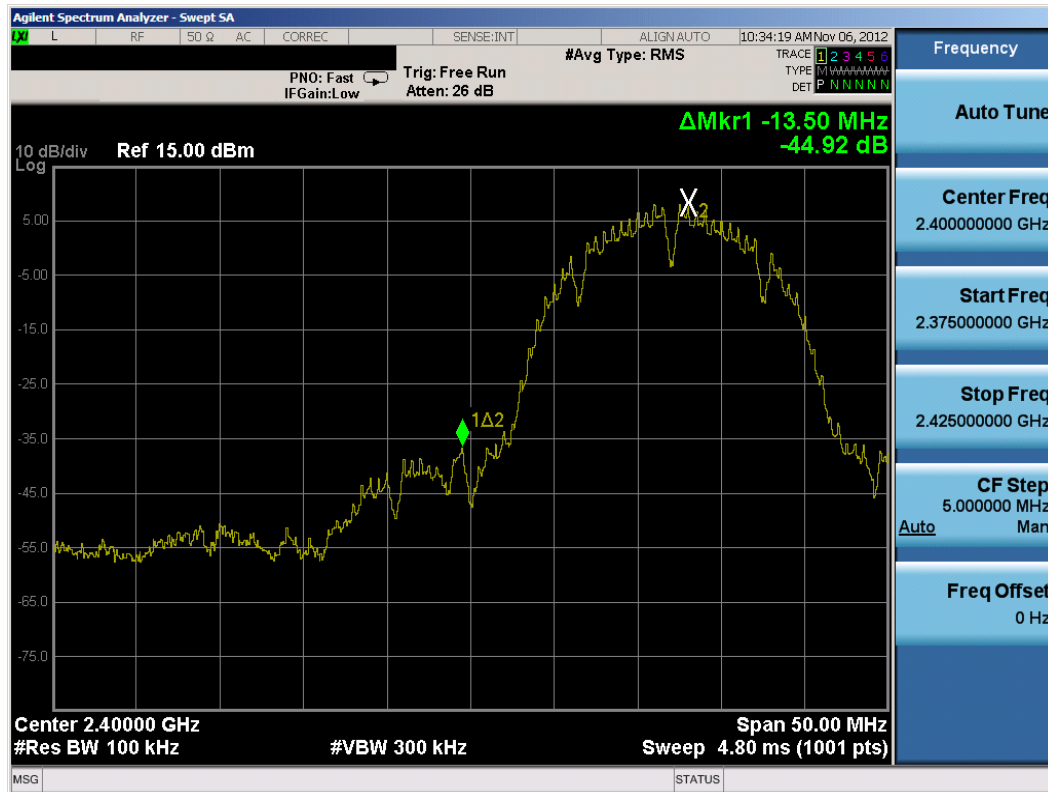 Agilent Spectrum Analyzer - Swept SA
LXI L RF 50 Ω AC CORREC SENSE:INT ALIGN AUTO 10:34:19 AM Nov 06, 2012
#Avg Type: RMS
TRACE 1 2 3 4 5 6
TYPE M WWWWW
DET P N N N N N
PNO: Fast
IFGain:Low
Trig: Free Run
Atten: 26 dB
ΔMkr1 -13.50 MHz
-44.92 dB
10 dB/div
Log
Ref 15.00 dBm
5.00
-5.00
-15.0
-25.0
-35.0
-45.0
-55.0
-65.0
-75.0
X2
1Δ2
Center 2.40000 GHz
Span 50.00 MHz
#Res BW 100 kHz
#VBW 300 kHz
Sweep 4.80 ms (1001 pts)
MSG
STATUS
Frequency
Auto Tune
Center Freq
2.400000000 GHz
Start Freq
2.375000000 GHz
Stop Freq
2.425000000 GHz
CF Step
5.000000 MHz
Auto Man
Freq Offset
0 Hz